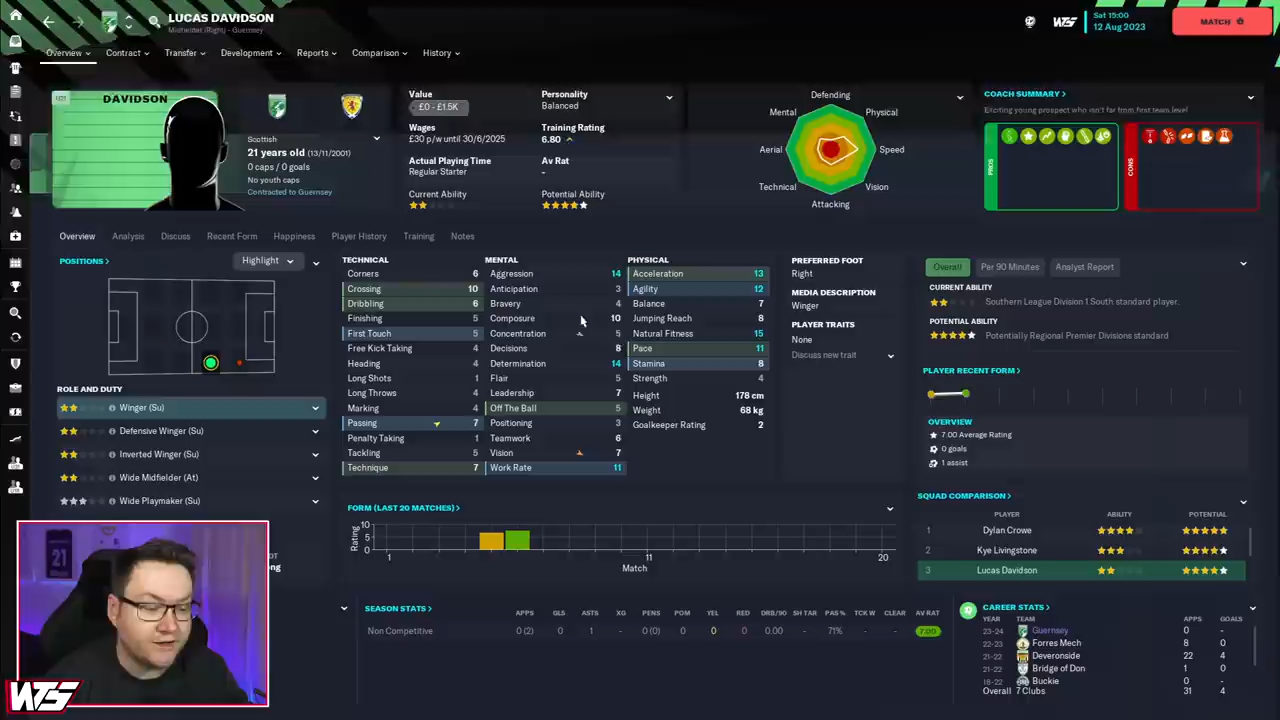 LUCAS DAVIDSON
Midfielder (Right) - Guernsey
WTS
Sat 15:00
12 Aug 2023
MATCH
Overview
Contract
Transfer
Development
Reports
Comparison
History
U21
DAVIDSON
Scottish
21 years old (13/11/2001)
0 caps / 0 goals
No youth caps
Contracted to Guernsey
Value
£0 - £1.5K
Personality
Balanced
Wages
£30 p/w until 30/6/2025
Training Rating
6.80
Actual Playing Time
Regular Starter
Av Rat
-
Current Ability
Potential Ability
Defending
Mental
Physical
Aerial
Speed
Technical
Vision
Attacking
COACH SUMMARY >
Exciting young prospect who isn't far from first team level
PROS
CONS
Overview
Analysis
Discuss
Recent Form
Happiness
Player History
Training
Notes
POSITIONS >
Highlight
ROLE AND DUTY
Winger (Su)
Defensive Winger (Su)
Inverted Winger (Su)
Wide Midfielder (At)
Wide Playmaker (Su)
TECHNICAL
Corners 6
Crossing 10
Dribbling 6
Finishing 5
First Touch 5
Free Kick Taking 4
Heading 4
Long Shots 1
Long Throws 4
Marking 4
Passing 7
Penalty Taking 1
Tackling 5
Technique 7
MENTAL
Aggression 14
Anticipation 3
Bravery 4
Composure 10
Concentration 5
Decisions 8
Determination 14
Flair 5
Leadership 7
Off The Ball 5
Positioning 3
Teamwork 6
Vision 7
Work Rate 11
PHYSICAL
Acceleration 13
Agility 12
Balance 7
Jumping Reach 8
Natural Fitness 15
Pace 11
Stamina 8
Strength 4
Height 178 cm
Weight 68 kg
Goalkeeper Rating 2
PREFERRED FOOT
Right
MEDIA DESCRIPTION
Winger
PLAYER TRAITS
None
Discuss new trait
Overall
Per 90 Minutes
Analyst Report
CURRENT ABILITY
Southern League Division 1 South standard player.
POTENTIAL ABILITY
Potentially Regional Premier Divisions standard
PLAYER RECENT FORM >
OVERVIEW
7.00 Average Rating
0 goals
1 assist
SQUAD COMPARISON >
PLAYER ABILITY POTENTIAL
1 Dylan Crowe
2 Kye Livingstone
3 Lucas Davidson
FORM (LAST 20 MATCHES) >
Rating
10
5
0
1 11 20
Match
SEASON STATS >
APPS GLS ASTS XG PENS POM YEL RED DRB/90 SH TAR PAS% TCK W CLEAR AV RAT
Non Competitive 0 (2) 0 1 - 0 (0) 0 0 0 0.00 - 71% - - 7.00
CAREER STATS >
YEAR TEAM APPS GOALS
23-24 Guernsey 0 -
22-23 Forres Mech 8 0
21-22 Deveronside 22 4
21-22 Bridge of Don 1 0
18-22 Buckie 0 -
Overall 7 Clubs 31 4
21
WTS